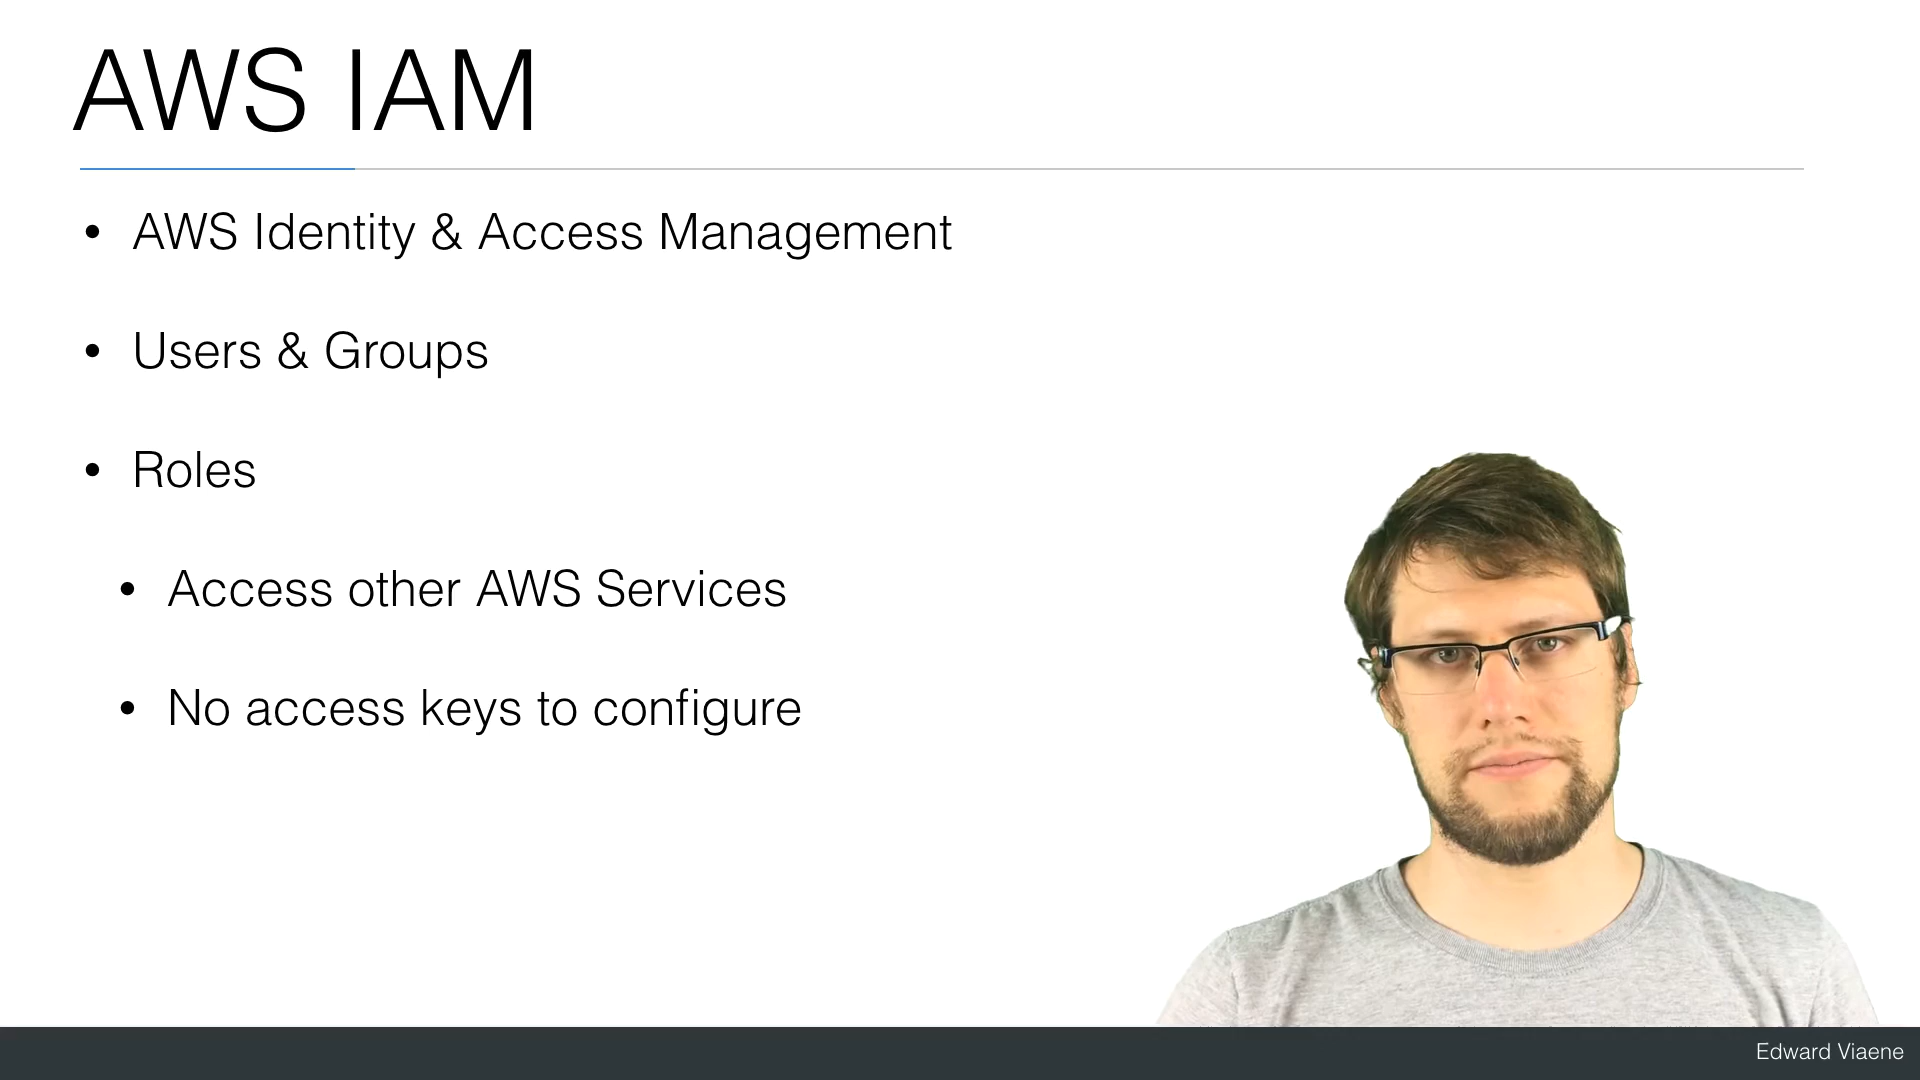 AWS IAM
• AWS Identity & Access Management
• Users & Groups
• Roles
• Access other AWS Services
• No access keys to configure
Edward Viaene